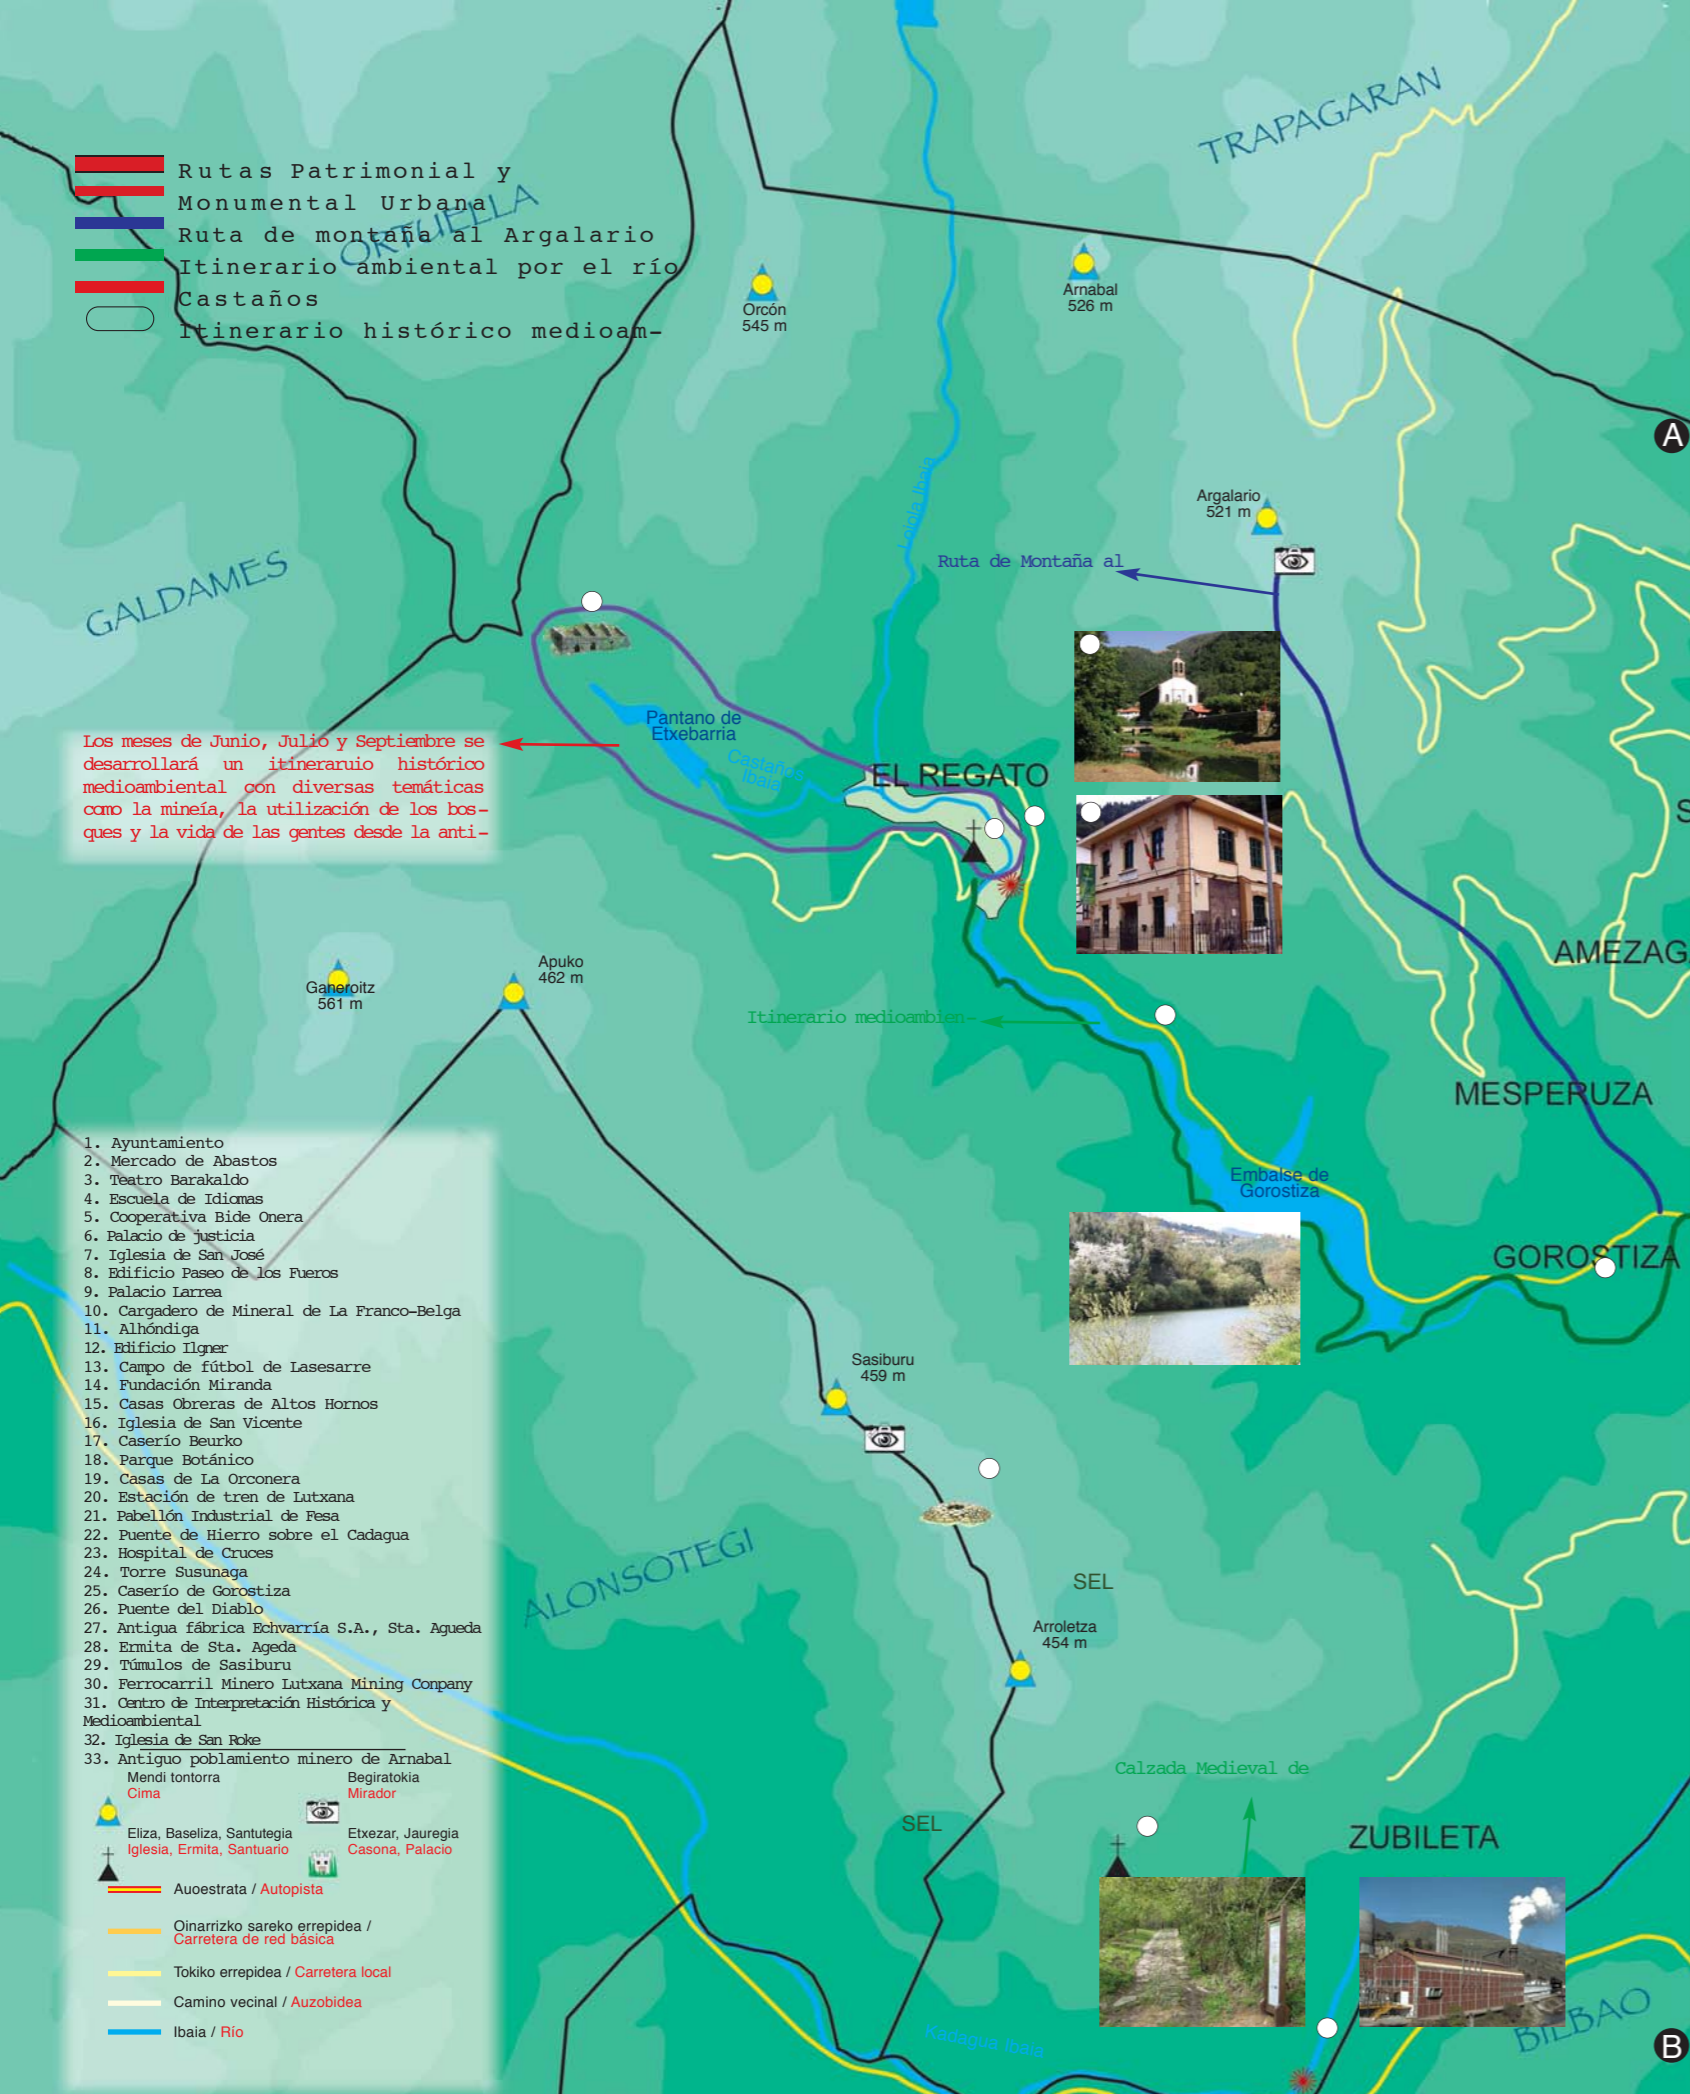 TRAPAGARAN
Rutas Patrimonial y
Monumental Urbana
Ruta de montaña al Argalario
Itinerario ambiental por el río
Castaños
Itinerario histórico medioam-
ORTUELLA
Orcón
545 m
Arnabal
526 m
A
Loiola Ibaia
Argalario
521 m
Ruta de Montaña al
GALDAMES
Pantano de
Etxebarria
Castaños
Ibaia
EL REGATO
Los meses de Junio, Julio y Septiembre se
desarrollará un itineraruio histórico
medioambiental con diversas temáticas
como la mineía, la utilización de los bos-
ques y la vida de las gentes desde la anti-
S
AMEZAG
Ganeroitz
561 m
Apuko
462 m
Itinerario medioambien-
MESPERUZA
Embalse de
Gorostiza
GOROSTIZA
1. Ayuntamiento
2. Mercado de Abastos
3. Teatro Barakaldo
4. Escuela de Idiomas
5. Cooperativa Bide Onera
6. Palacio de justicia
7. Iglesia de San José
8. Edificio Paseo de los Fueros
9. Palacio Larrea
10. Cargadero de Mineral de La Franco-Belga
11. Alhóndiga
12. Edificio Ilgner
13. Campo de fútbol de Lasesarre
14. Fundación Miranda
15. Casas Obreras de Altos Hornos
16. Iglesia de San Vicente
17. Caserío Beurko
18. Parque Botánico
19. Casas de La Orconera
20. Estación de tren de Lutxana
21. Pabellón Industrial de Fesa
22. Puente de Hierro sobre el Cadagua
23. Hospital de Cruces
24. Torre Susunaga
25. Caserío de Gorostiza
26. Puente del Diablo
27. Antigua fábrica Echvarría S.A., Sta. Agueda
28. Ermita de Sta. Ageda
29. Túmulos de Sasiburu
30. Ferrocarril Minero Lutxana Mining Conpany
31. Centro de Interpretación Histórica y
Medioambiental
32. Iglesia de San Roke
33. Antiguo poblamiento minero de Arnabal
Sasiburu
459 m
ALONSOTEGI
SEL
Arroletza
454 m
Calzada Medieval de
SEL
ZUBILETA
Mendi tontorra
Cima
Begiratokia
Mirador
Eliza, Baseliza, Santutegia
Iglesia, Ermita, Santuario
Etxezar, Jauregia
Casona, Palacio
Auoestrata / Autopista
Oinarrizko sareko errepidea /
Carretera de red básica
Tokiko errepidea / Carretera local
Camino vecinal / Auzobidea
Ibaia / Río
Kadagua Ibaia
BILBAO
B